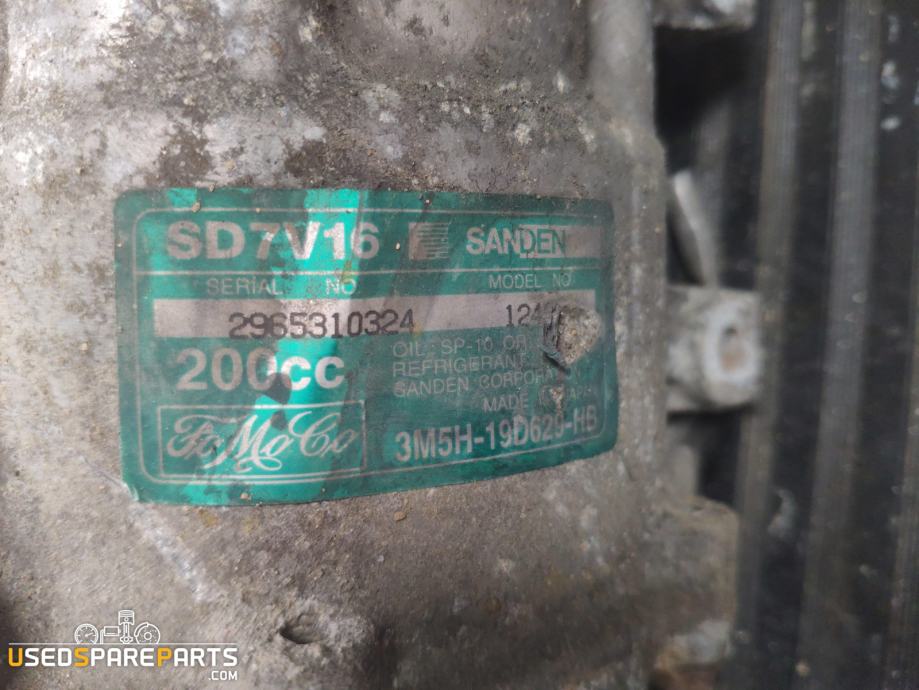 SD7V16 SANDEN
SERIAL NO MODEL NO
2965310324
200cc
OIL: SP-10 OR
REFRIGERANT
SANDEN CORPORATION
MADE
FoMoCo
3M5H-19D629-HB
USEDSPAREPARTS
.COM